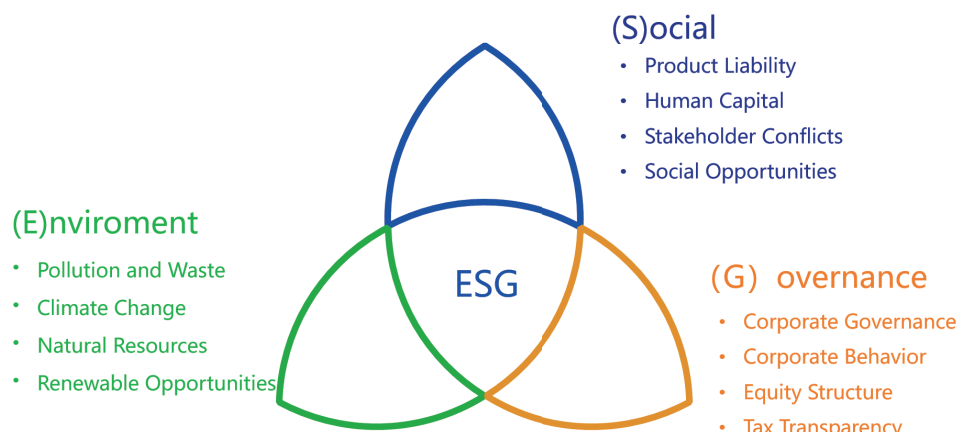 (S)ocial
• Product Liability
• Human Capital
• Stakeholder Conflicts
• Social Opportunities
(E)nviroment
• Pollution and Waste
• Climate Change
• Natural Resources
• Renewable Opportunities
ESG
(G) overnance
• Corporate Governance
• Corporate Behavior
• Equity Structure
• Tax Transparency